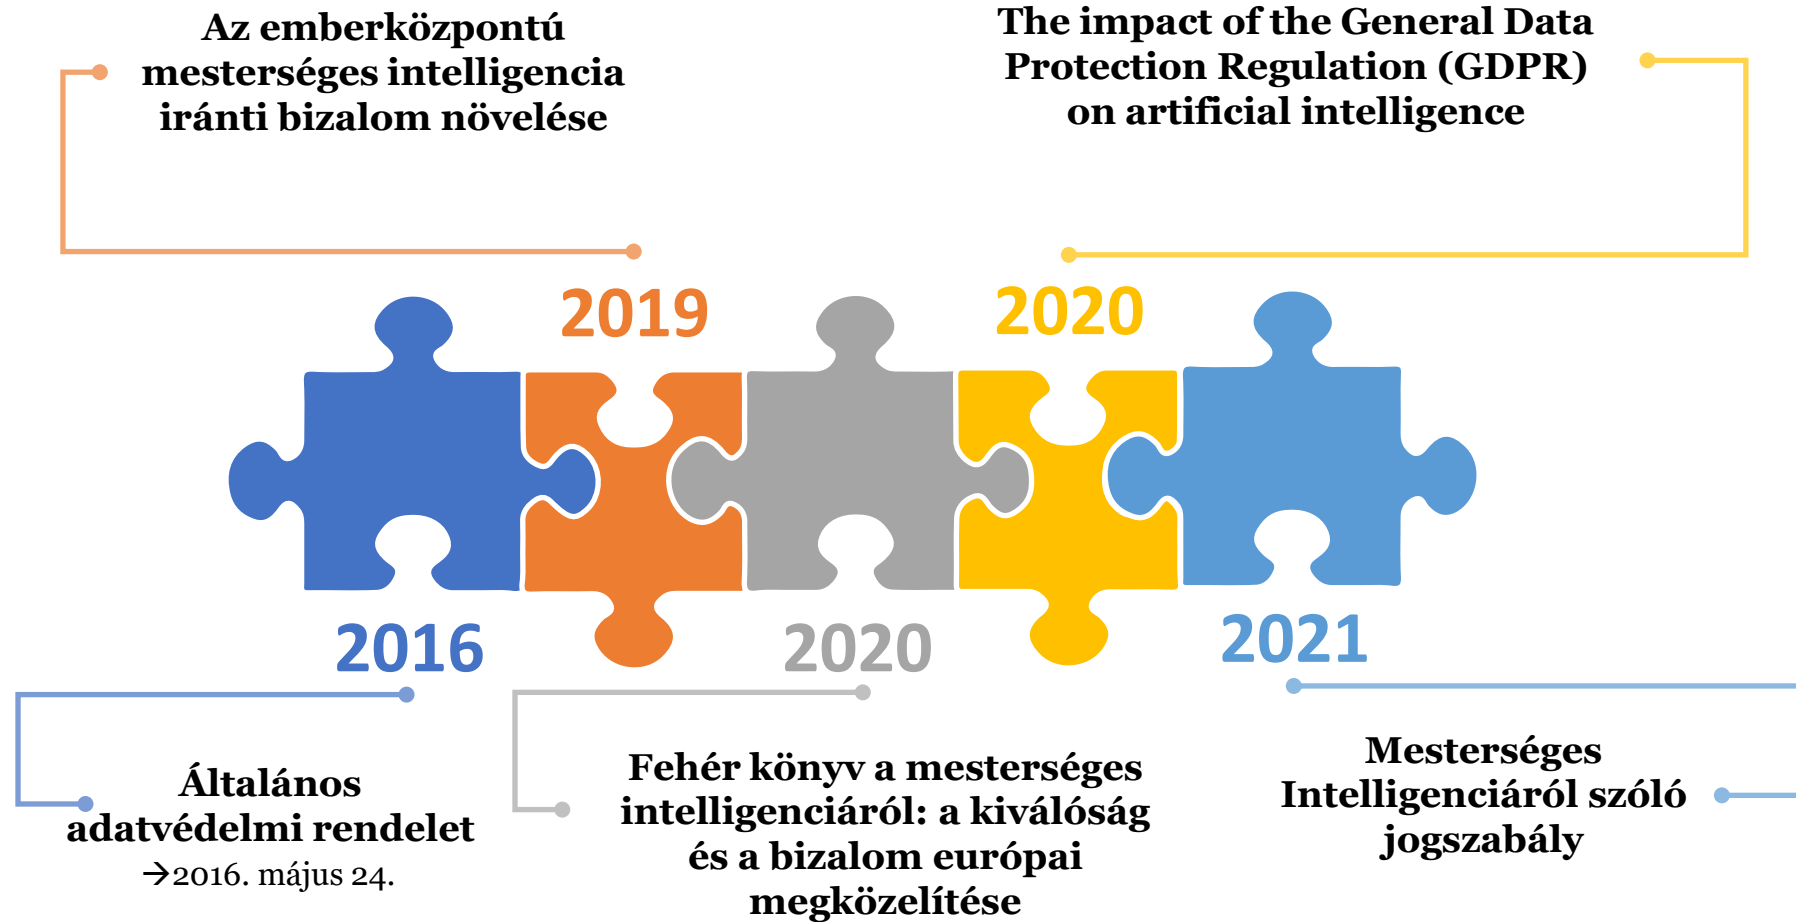 Az emberközpontú
mesterséges intelligencia
iránti bizalom növelése
The impact of the General Data
Protection Regulation (GDPR)
on artificial intelligence
2019
2020
2016
2020
2021
Általános
adatvédelmi rendelet
→2016. május 24.
Fehér könyv a mesterséges
intelligenciáról: a kiválóság
és a bizalom európai
megközelítése
Mesterséges
Intelligenciáról szóló
jogszabály